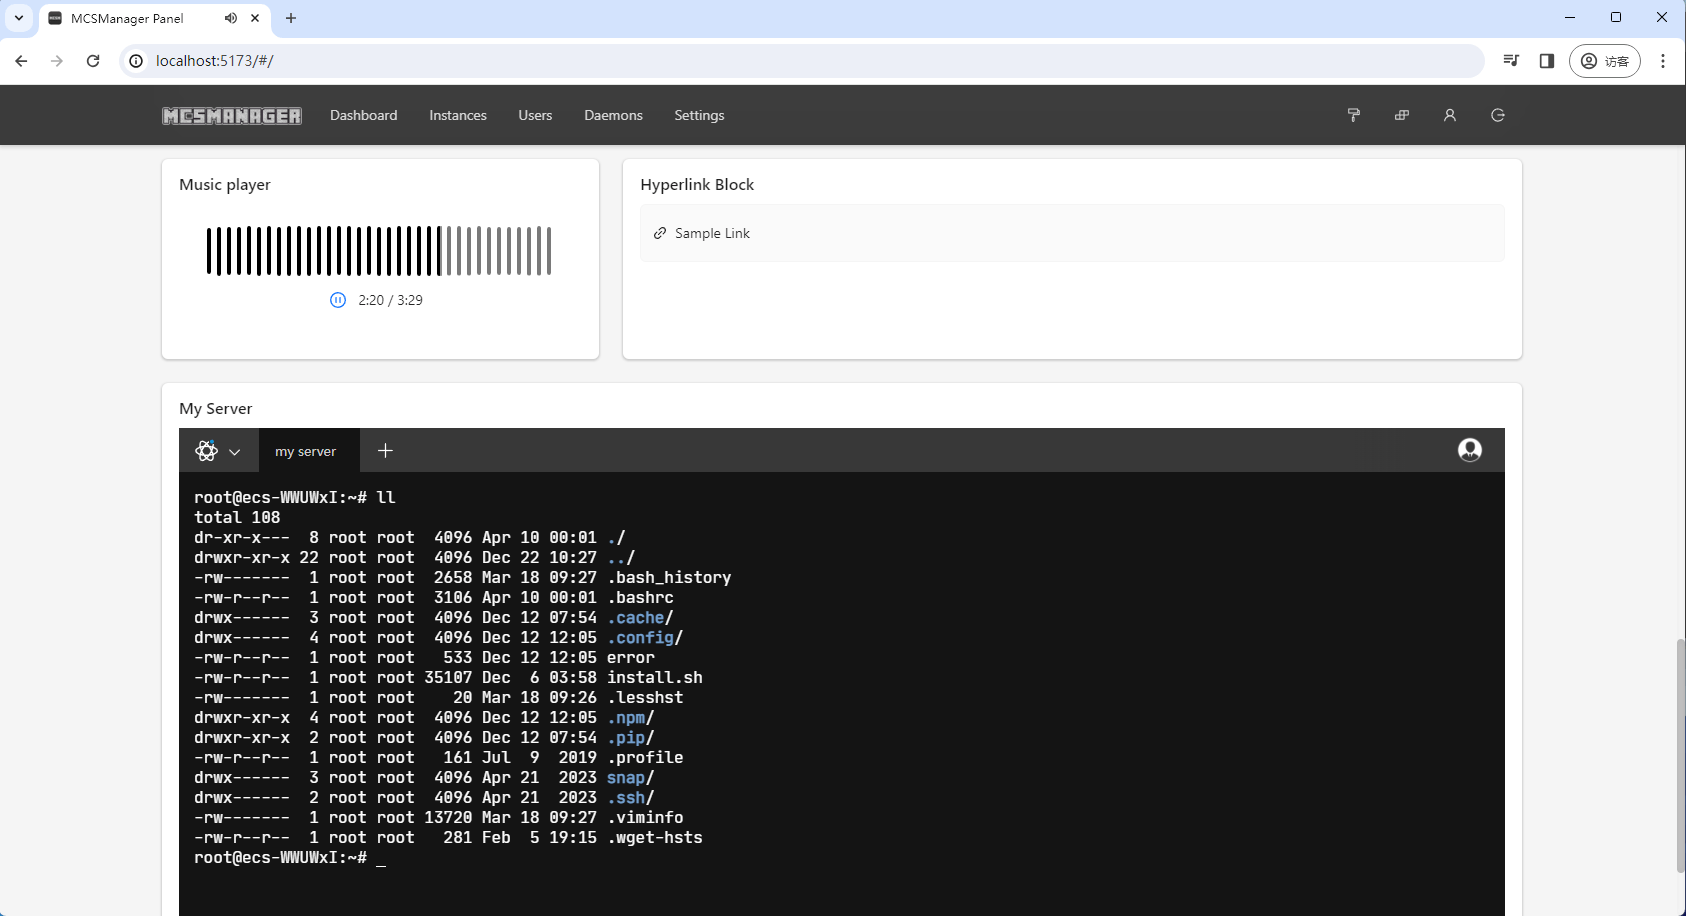 MCSManager Panel
localhost:5173/#/
访客
MCSMANAGER Dashboard Instances Users Daemons Settings
Music player
2:20 / 3:29
Hyperlink Block
Sample Link
My Server
my server
root@ecs-WWUWxI:~# ll
total 108
dr-xr-x---  8 root root  4096 Apr 10 00:01 ./
drwxr-xr-x 22 root root  4096 Dec 22 10:27 ../
-rw-------  1 root root  2658 Mar 18 09:27 .bash_history
-rw-r--r--  1 root root  3106 Apr 10 00:01 .bashrc
drwx------  3 root root  4096 Dec 12 07:54 .cache/
drwx------  4 root root  4096 Dec 12 12:05 .config/
-rw-r--r--  1 root root   533 Dec 12 12:05 error
-rw-r--r--  1 root root 35107 Dec  6 03:58 install.sh
-rw-------  1 root root    20 Mar 18 09:26 .lesshst
drwxr-xr-x  4 root root  4096 Dec 12 12:05 .npm/
drwxr-xr-x  2 root root  4096 Dec 12 07:54 .pip/
-rw-r--r--  1 root root   161 Jul  9  2019 .profile
drwx------  3 root root  4096 Apr 21  2023 snap/
drwx------  2 root root  4096 Apr 21  2023 .ssh/
-rw-------  1 root root 13720 Mar 18 09:27 .viminfo
-rw-r--r--  1 root root   281 Feb  5 19:15 .wget-hsts
root@ecs-WWUWxI:~# _